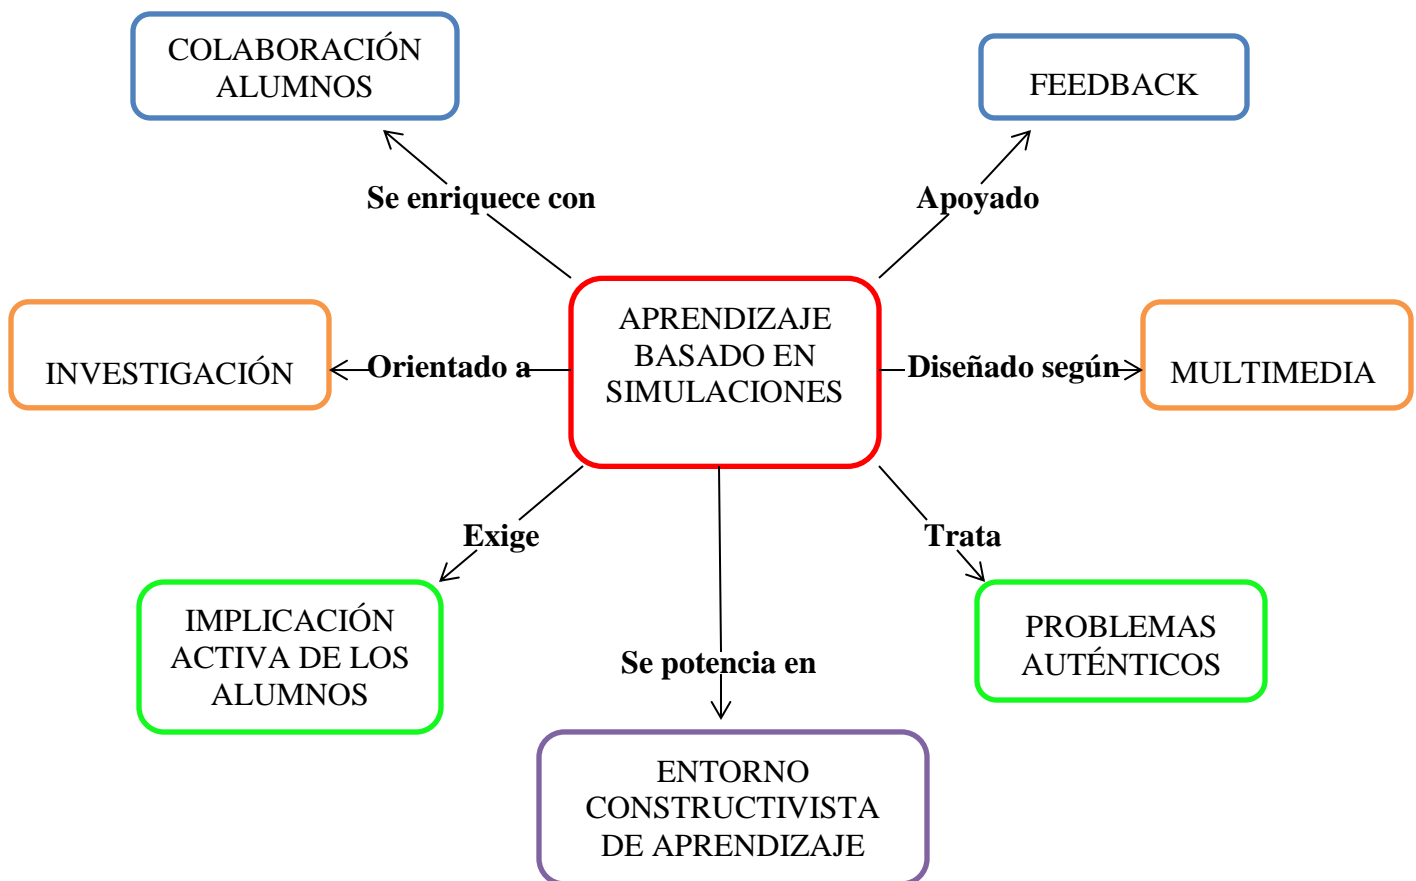 COLABORACIÓN
ALUMNOS
FEEDBACK
Se enriquece con
Apoyado
APRENDIZAJE
BASADO EN
SIMULACIONES
INVESTIGACIÓN
Orientado a
Diseñado según
MULTIMEDIA
Exige
Trata
IMPLICACIÓN
ACTIVA DE LOS
ALUMNOS
PROBLEMAS
AUTÉNTICOS
Se potencia en
ENTORNO
CONSTRUCTIVISTA
DE APRENDIZAJE